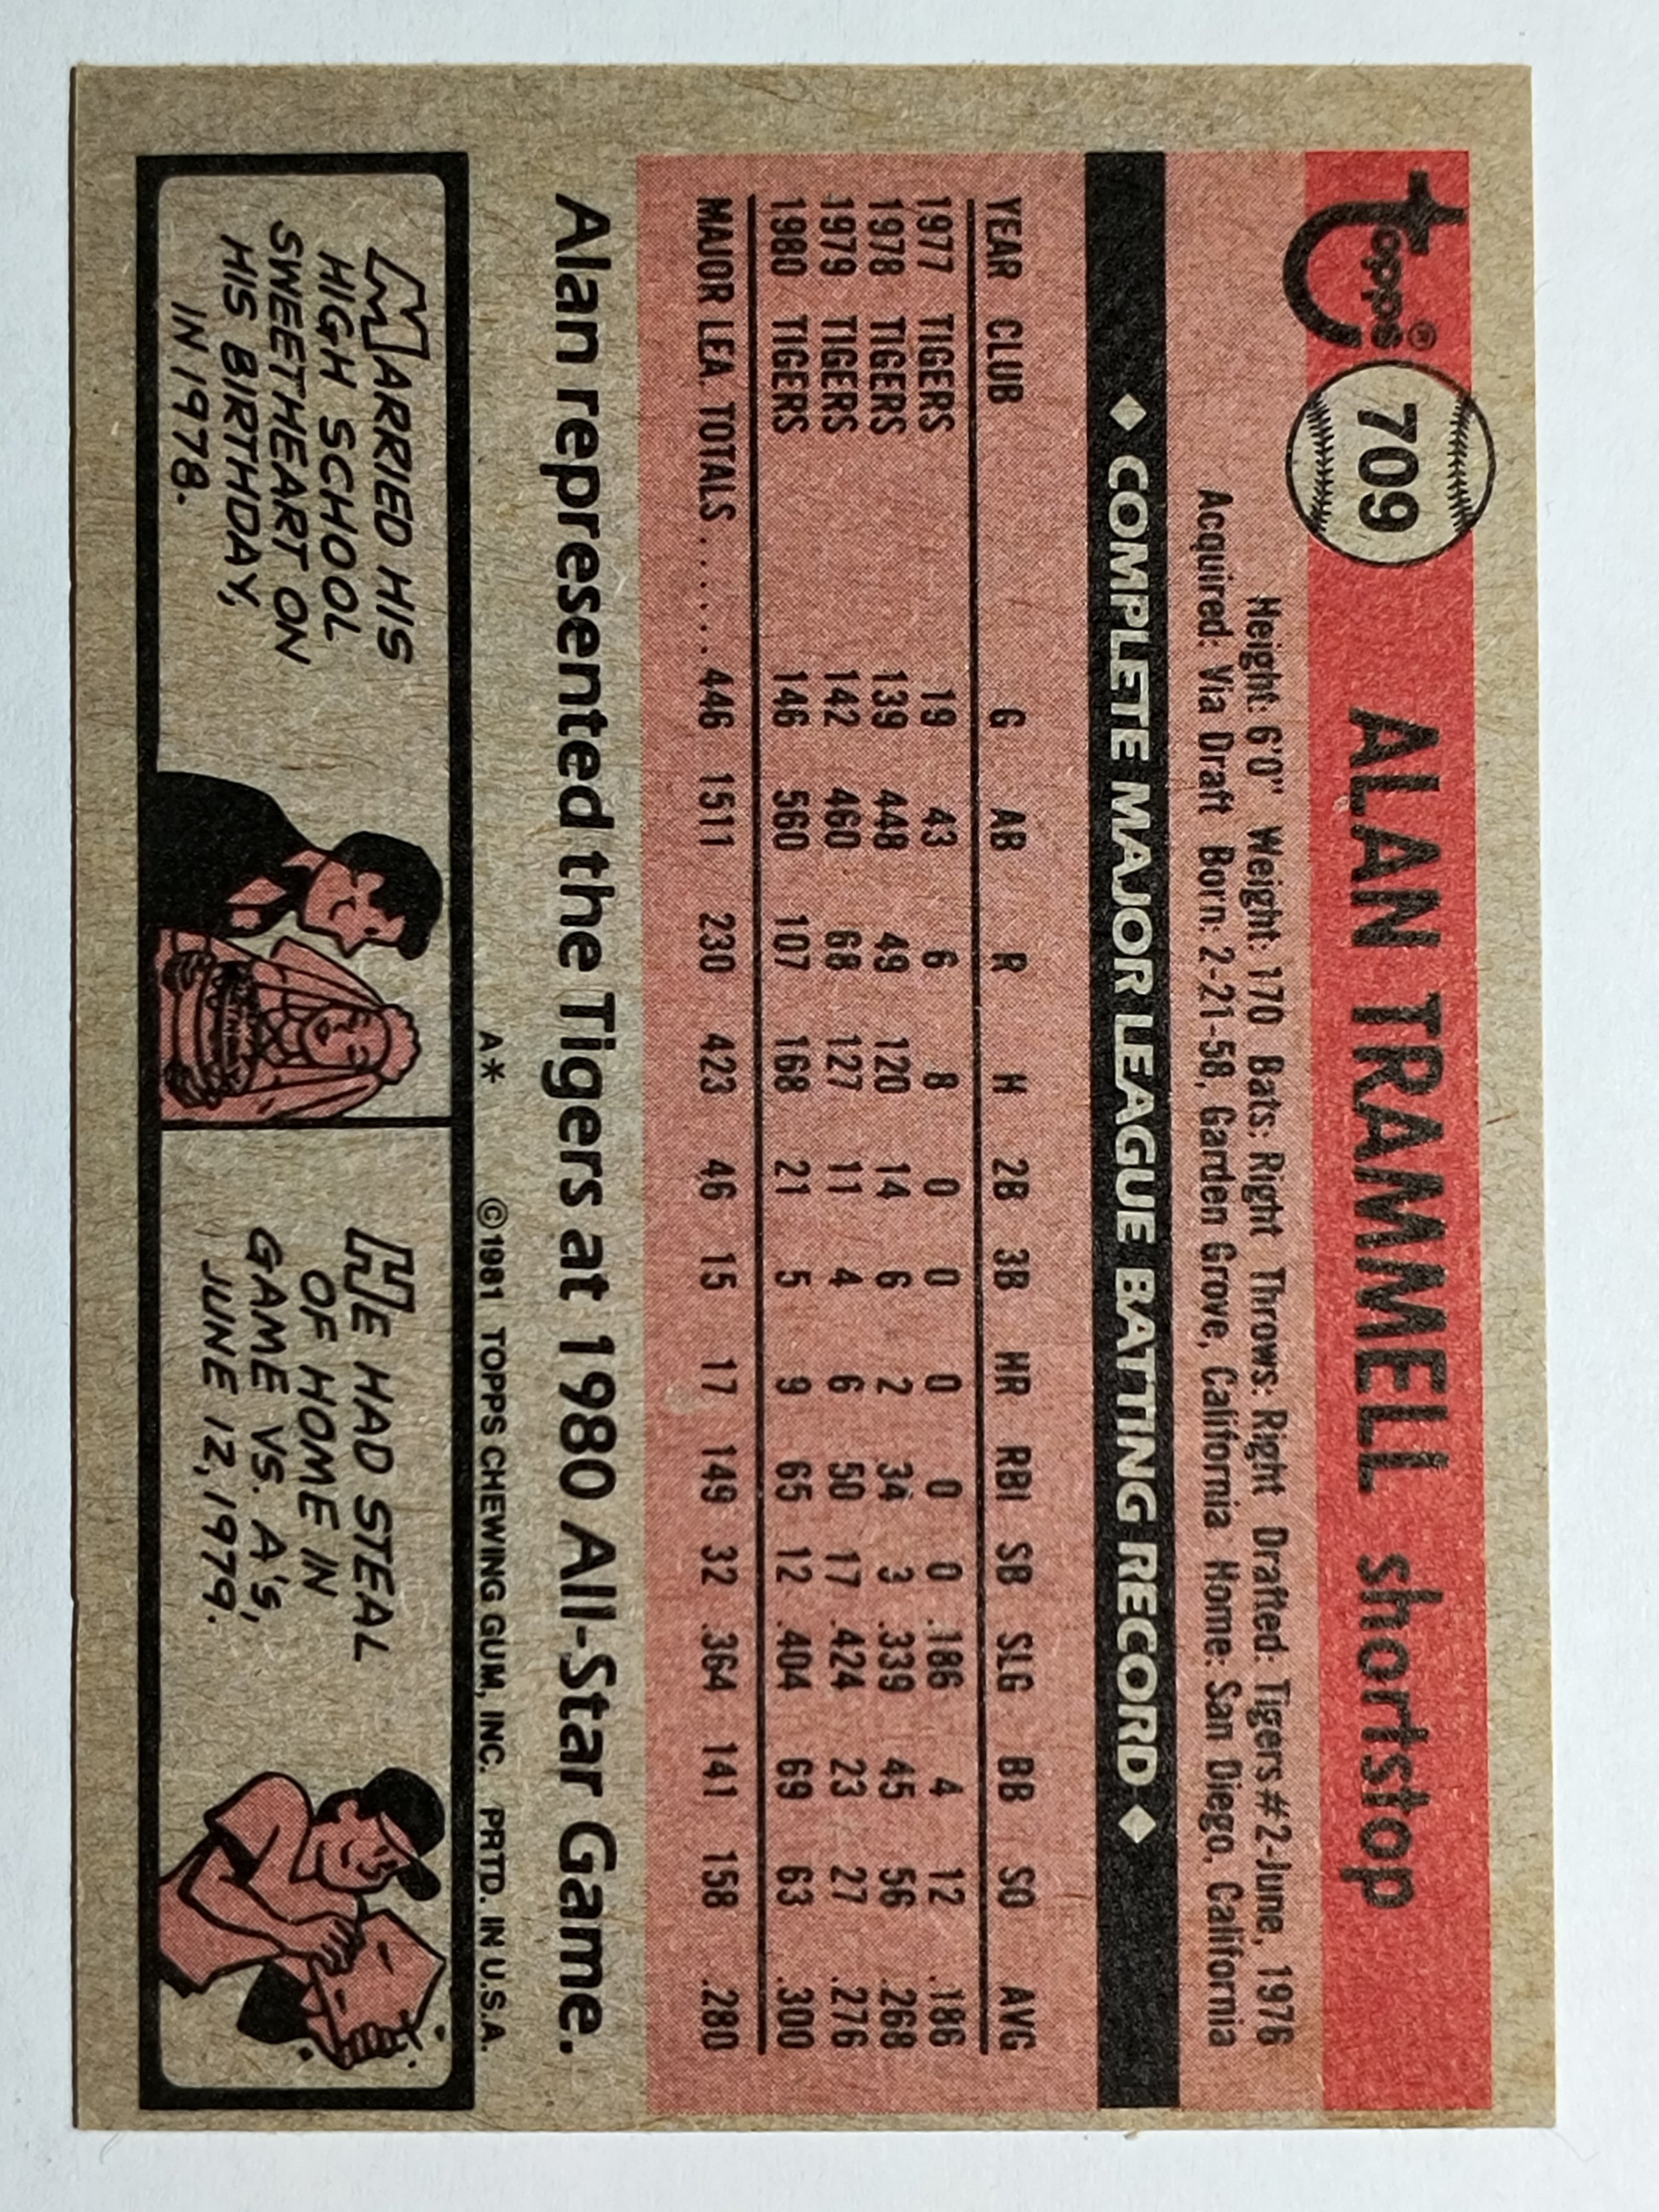 topps®
709
ALAN TRAMMELL shortstop
Height: 6'0" Weight: 170 Bats: Right Throws: Right Drafted: Tigers #2-June, 1976
Acquired: Via Draft Born: 2-21-58, Garden Grove, California Home: San Diego, California
◆ COMPLETE MAJOR LEAGUE BATTING RECORD ◆
YEAR CLUB G AB R H 2B 3B HR RBI SB SLG BB SO AVG
1977 TIGERS 19 43 6 8 0 0 0 0 0 .186 4 12 .186
1978 TIGERS 139 448 49 120 14 6 2 34 3 .339 45 56 .268
1979 TIGERS 142 460 68 127 11 4 6 50 17 .424 23 27 .276
1980 TIGERS 146 560 107 168 21 5 9 65 12 .404 69 63 .300
MAJOR LEA. TOTALS ...... 446 1511 230 423 46 15 17 149 32 .364 141 158 .280
Alan represented the Tigers at 1980 All-Star Game.
A* ©1981 TOPPS CHEWING GUM, INC. PRTD. IN U.S.A.
MARRIED HIS
HIGH SCHOOL
SWEETHEART ON
HIS BIRTHDAY,
IN 1978.
HE HAD STEAL
OF HOME IN
GAME VS. A's,
JUNE 12, 1979.